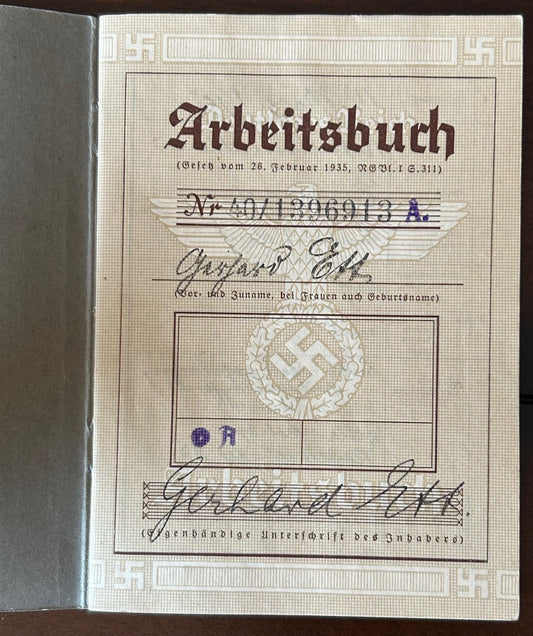 Arbeitsbuch
(Gesetz vom 26. Februar 1935, RGBl. I S.311)
Nr 40/1396913 A.
Gerhard Ett
(Vor- und Zuname, bei Frauen auch Geburtsname)
A
Gerhard Ett.
(Eigenhändige Unterschrift des Inhabers)